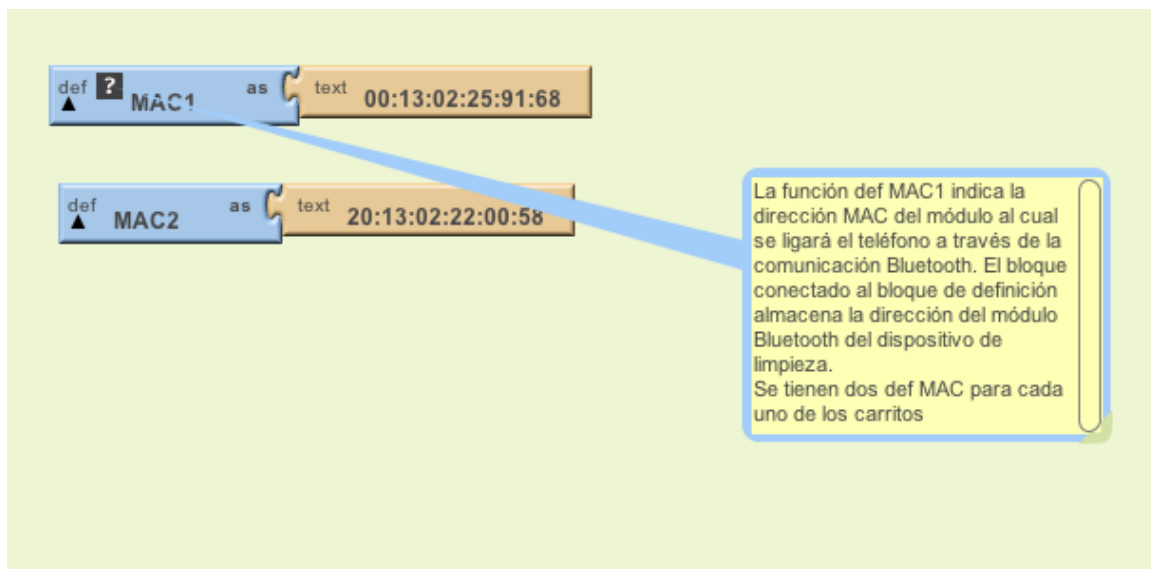 def ? MAC1 as text 00:13:02:25:91:68
def MAC2 as text 20:13:02:22:00:58
La función def MAC1 indica la
dirección MAC del módulo al cual
se ligará el teléfono a través de la
comunicación Bluetooth. El bloque
conectado al bloque de definición
almacena la dirección del módulo
Bluetooth del dispositivo de
limpieza.
Se tienen dos def MAC para cada
uno de los carritos